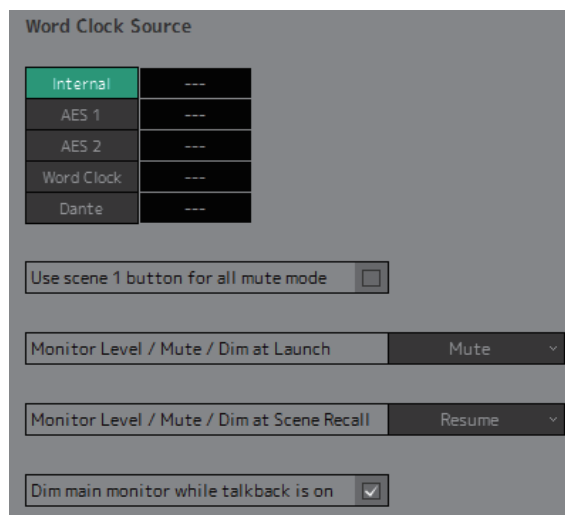 Word Clock Source
Internal ---
AES 1 ---
AES 2 ---
Word Clock ---
Dante ---
Use scene 1 button for all mute mode
Monitor Level / Mute / Dim at Launch Mute
Monitor Level / Mute / Dim at Scene Recall Resume
Dim main monitor while talkback is on